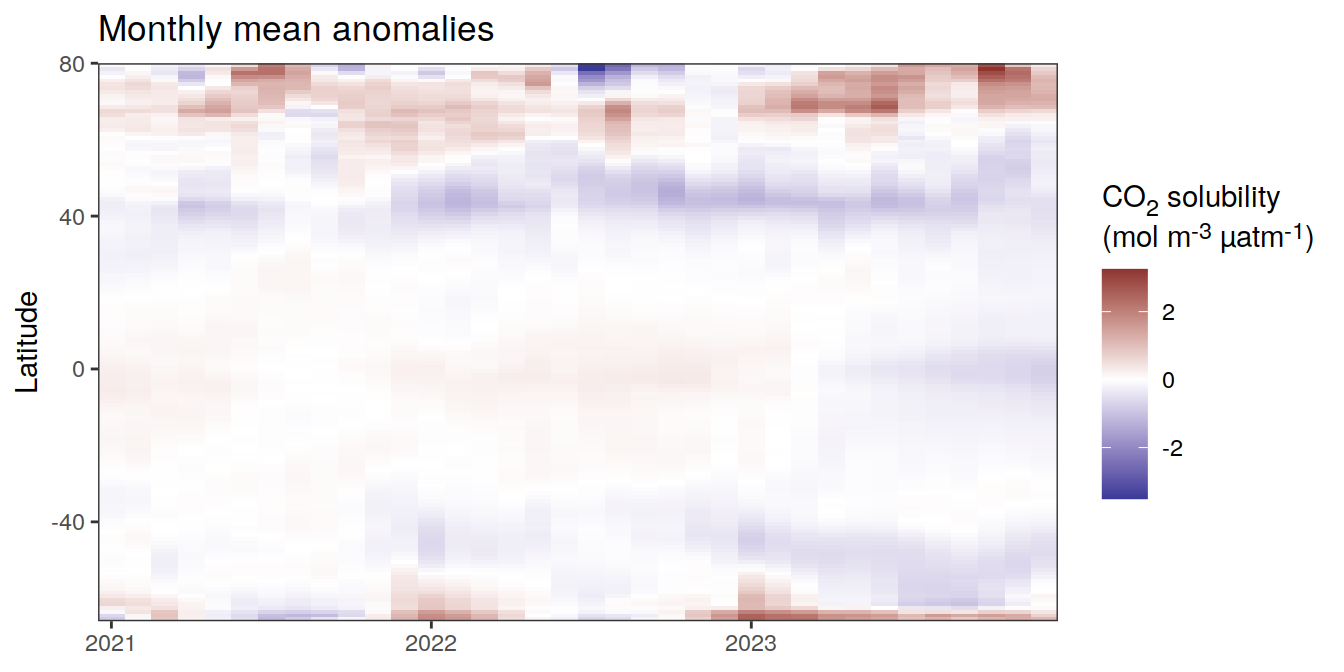 Monthly mean anomalies
80
40
0
-40
Latitude
2021
2022
2023
CO₂ solubility
(mol m⁻³ µatm⁻¹)
2
0
-2